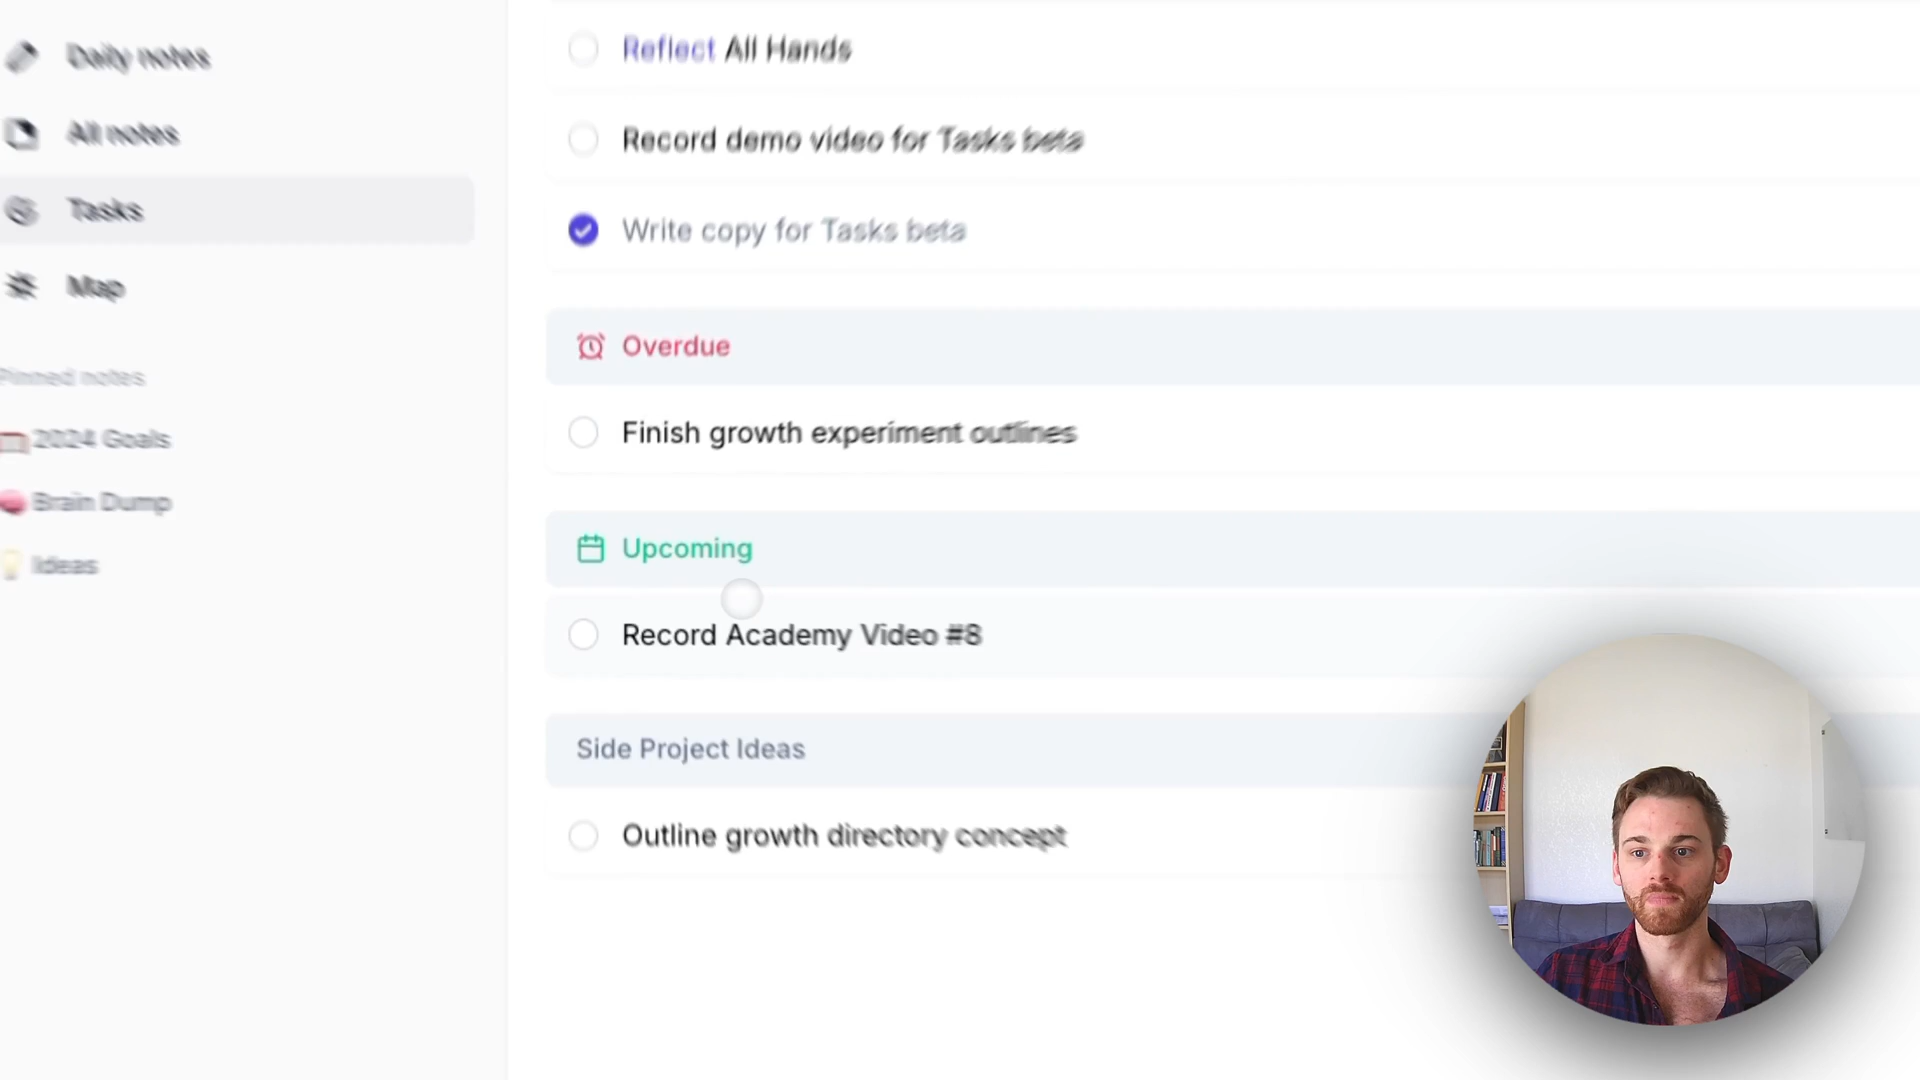 Daily notes
All notes
Tasks
Map
Pinned notes
2024 Goals
Brain Dump
Ideas
Reflect All Hands
Record demo video for Tasks beta
Write copy for Tasks beta
Overdue
Finish growth experiment outlines
Upcoming
Record Academy Video #8
Side Project Ideas
Outline growth directory concept